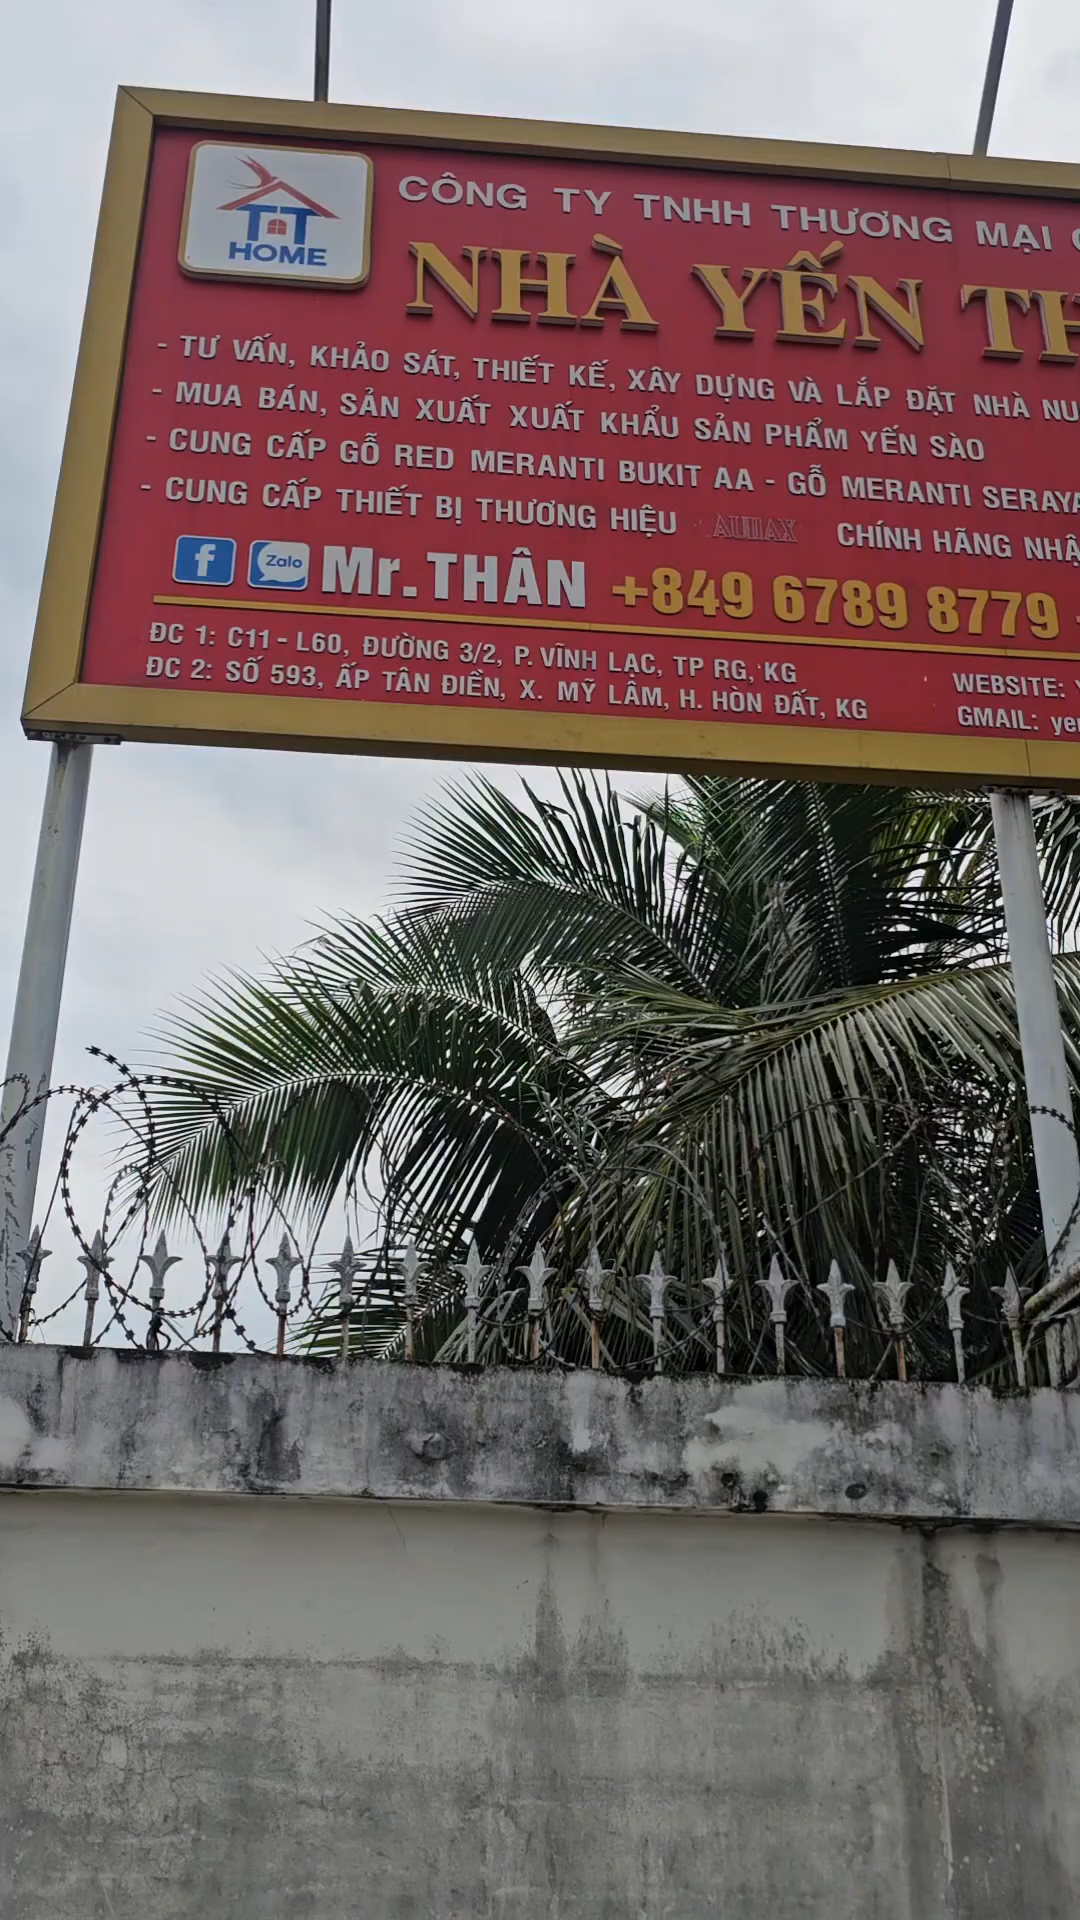 TT
HOME
CÔNG TY TNHH THƯƠNG MẠI
NHÀ YẾN TH
- TƯ VẤN, KHẢO SÁT, THIẾT KẾ, XÂY DỰNG VÀ LẮP ĐẶT NHÀ NU
- MUA BÁN, SẢN XUẤT XUẤT KHẨU SẢN PHẨM YẾN SÀO
- CUNG CẤP GỖ RED MERANTI BUKIT AA - GỖ MERANTI SERAYA
- CUNG CẤP THIẾT BỊ THƯƠNG HIỆU AUDAX CHÍNH HÃNG NHẬ
f Zalo Mr.THÂN +849 6789 8779
ĐC 1: C11 - L60, ĐƯỜNG 3/2, P. VĨNH LẠC, TP RG, KG
ĐC 2: SỐ 593, ẤP TÂN ĐIỀN, X. MỸ LÂM, H. HÒN ĐẤT, KG
WEBSITE: Y
GMAIL: yen